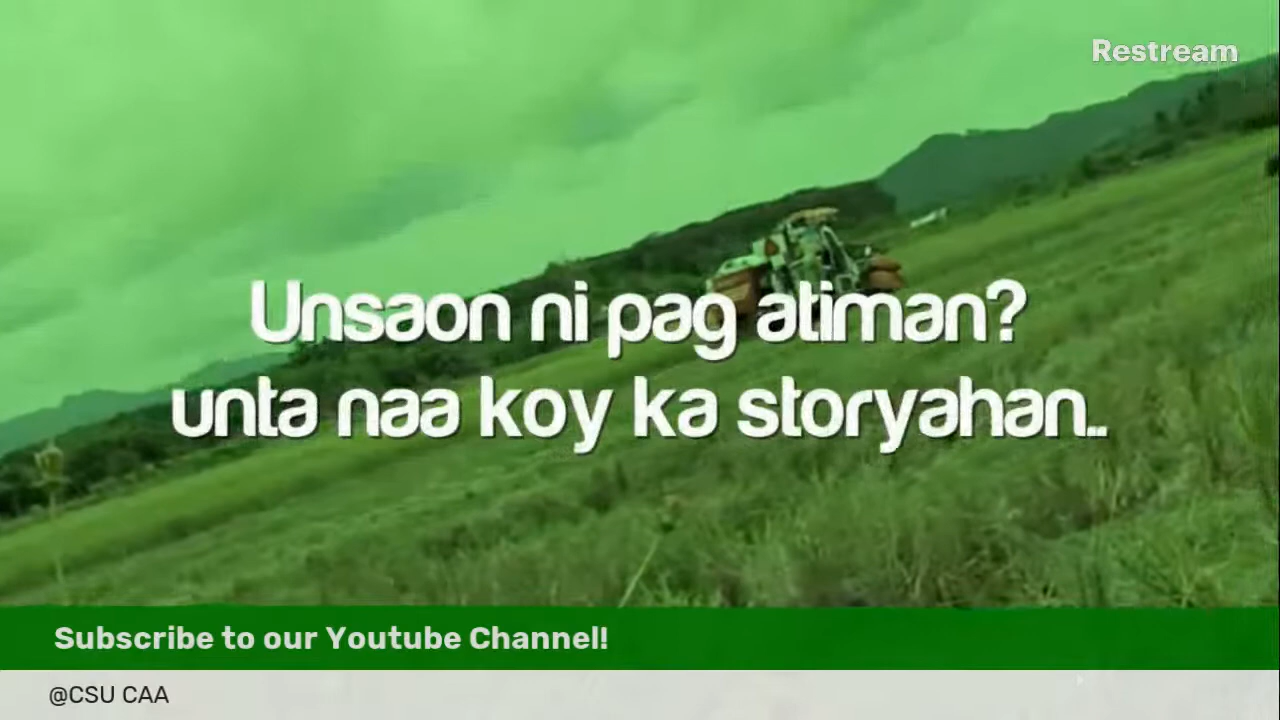 Restream
Unsaon ni pag atiman?
unta naa koy ka storyahan..
Subscribe to our Youtube Channel!
@CSU CAA